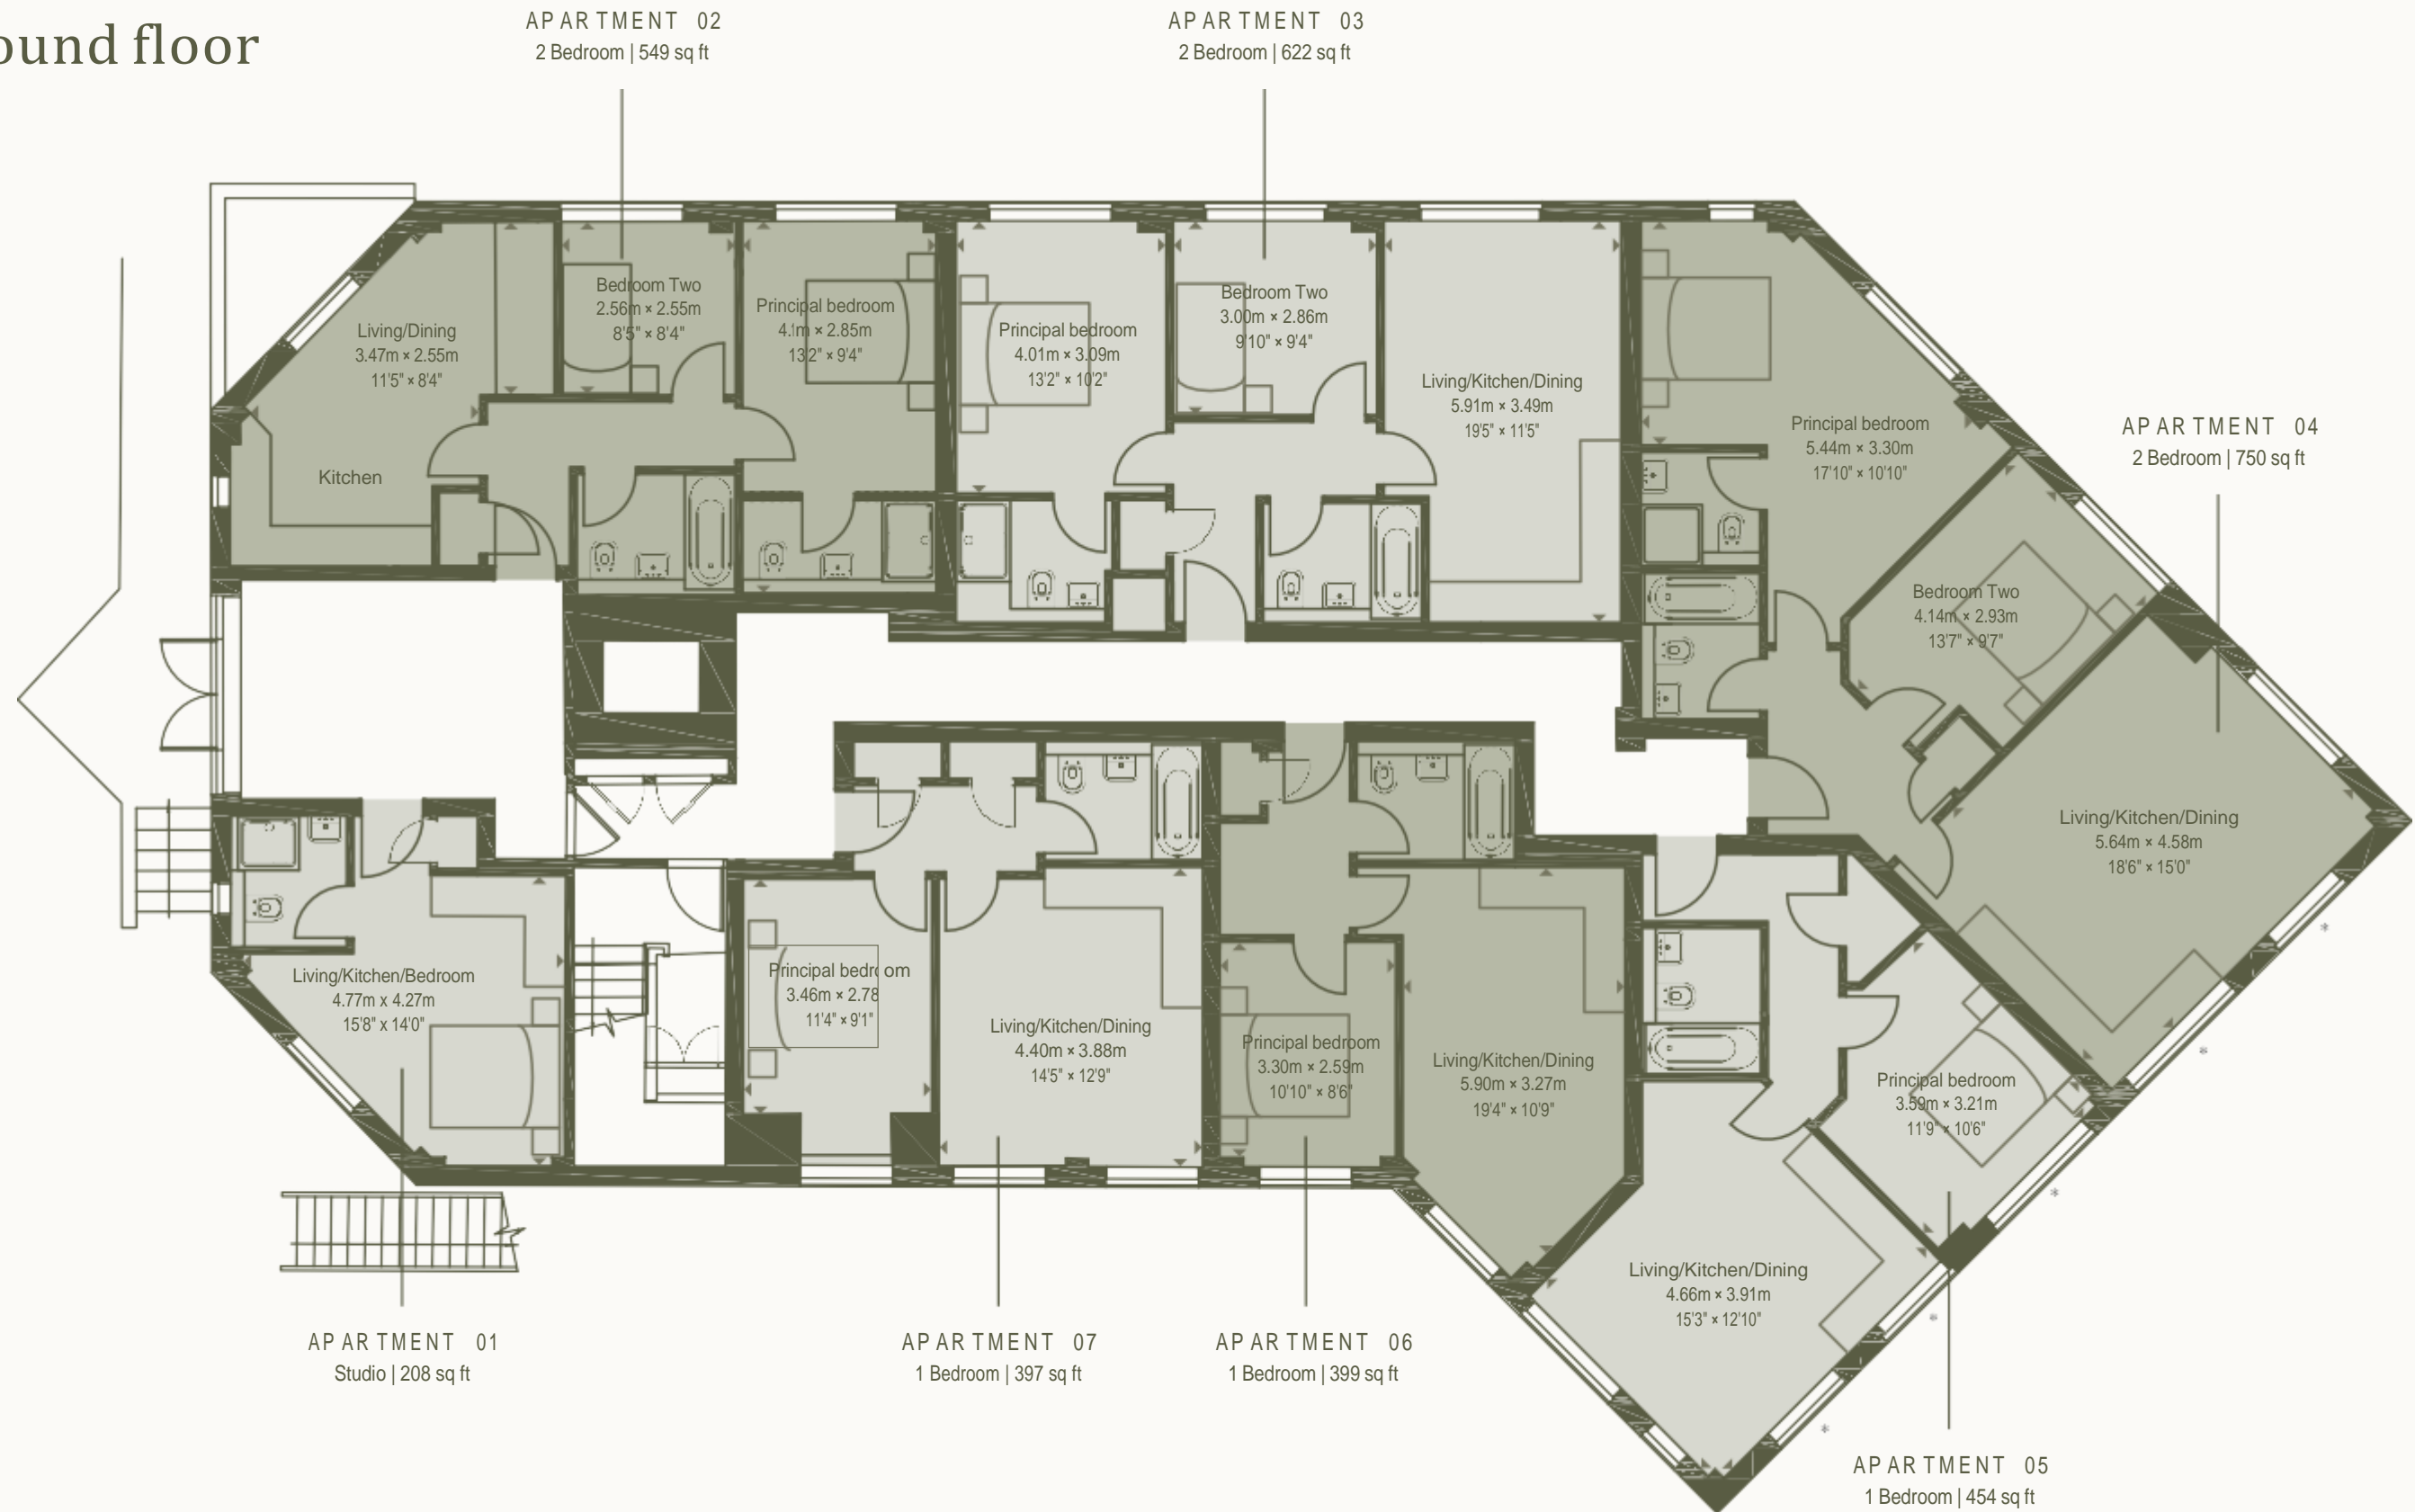 ound floor
APARTMENT 02
2 Bedroom | 549 sq ft
APARTMENT 03
2 Bedroom | 622 sq ft
APARTMENT 04
2 Bedroom | 750 sq ft
Living/Dining
3.47m × 2.55m
11'5" × 8'4"
Kitchen
Bedroom Two
2.56m × 2.55m
8'5" × 8'4"
Principal bedroom
4.1m × 2.85m
13'2" × 9'4"
Principal bedroom
4.01m × 3.09m
13'2" × 10'2"
Bedroom Two
3.00m × 2.86m
9'10" × 9'4"
Living/Kitchen/Dining
5.91m × 3.49m
19'5" × 11'5"
Principal bedroom
5.44m × 3.30m
17'10" × 10'10"
Bedroom Two
4.14m × 2.93m
13'7" × 9'7"
Living/Kitchen/Dining
5.64m × 4.58m
18'6" × 15'0"
Living/Kitchen/Bedroom
4.77m x 4.27m
15'8" x 14'0"
Principal bedroom
3.46m × 2.78
11'4" × 9'1"
Living/Kitchen/Dining
4.40m × 3.88m
14'5" × 12'9"
Principal bedroom
3.30m × 2.59m
10'10" × 8'6"
Living/Kitchen/Dining
5.90m × 3.27m
19'4" × 10'9"
Principal bedroom
3.59m × 3.21m
11'9" × 10'6"
Living/Kitchen/Dining
4.66m × 3.91m
15'3" × 12'10"
*
*
*
*
*
APARTMENT 01
Studio | 208 sq ft
APARTMENT 07
1 Bedroom | 397 sq ft
APARTMENT 06
1 Bedroom | 399 sq ft
APARTMENT 05
1 Bedroom | 454 sq ft